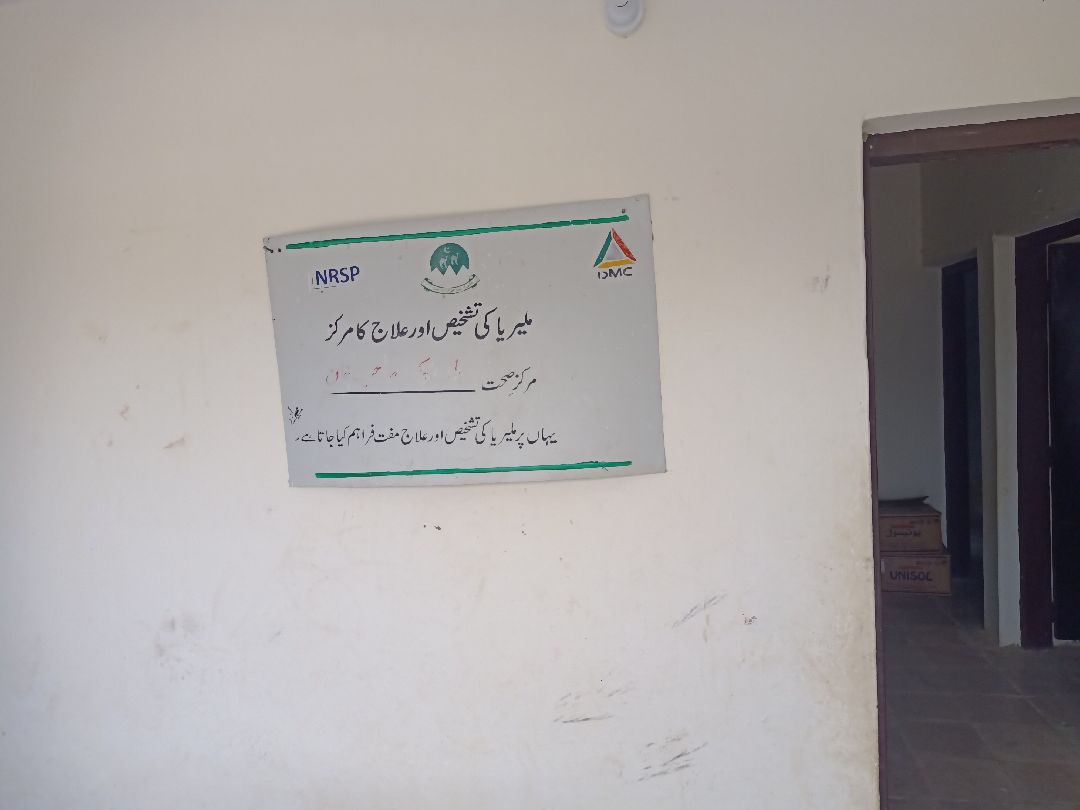 NRSP
DMC
ملیریا کی تشخیص اور علاج کا مرکز
مرکز صحت
یہاں پر ملیریا کی تشخیص اور علاج مفت فراہم کیا جاتا ہے۔
یونیسول
UNISOL